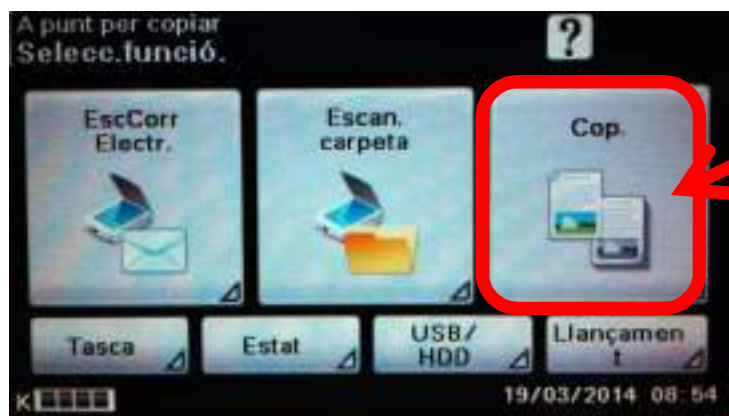 A punt per copiar
Selecc.funció.
?
EscCorr
Electr.
Escan.
carpeta
Cop.
Tasca
Estat
USB/
HDD
Llançamen
t
K
19/03/2014 08:54